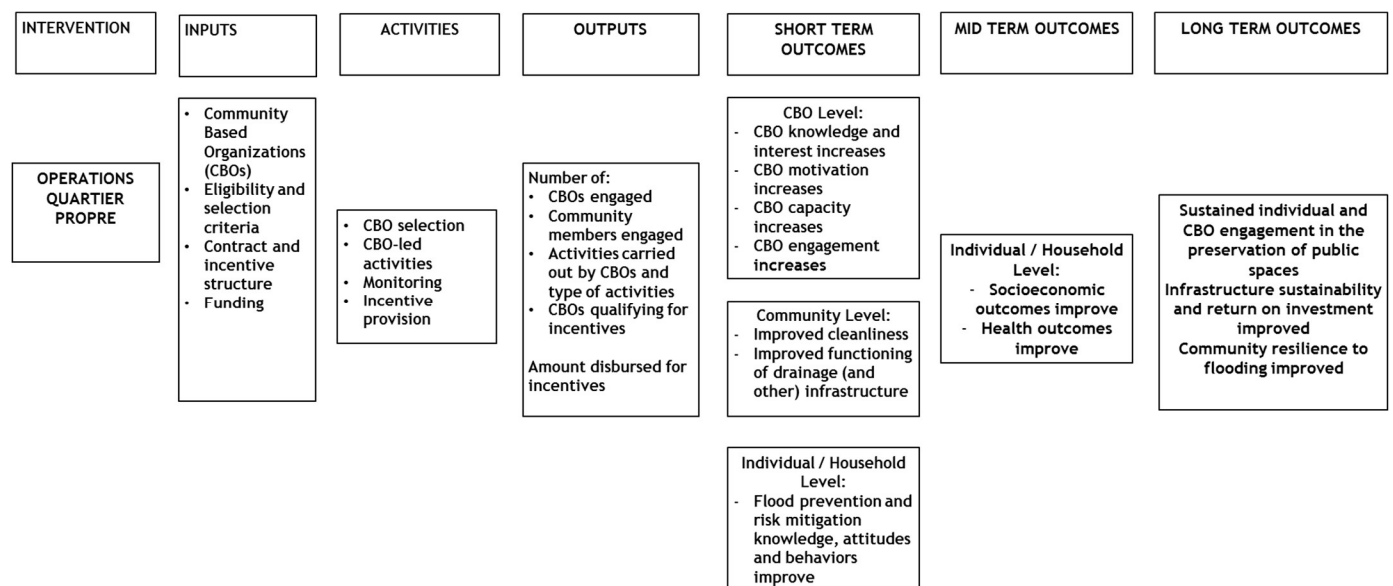 INTERVENTION
INPUTS
ACTIVITIES
OUTPUTS
SHORT TERM
OUTCOMES
MID TERM OUTCOMES
LONG TERM OUTCOMES
OPERATIONS
QUARTIER
PROPRE
• Community
Based
Organizations
(CBOs)
• Eligibility and
selection
criteria
• Contract and
incentive
structure
• Funding
• CBO selection
• CBO-led
activities
• Monitoring
• Incentive
provision
Number of:
• CBOs engaged
• Community
members engaged
• Activities carried
out by CBOs and
type of activities
• CBOs qualifying for
incentives
Amount disbursed for
incentives
CBO Level:
- CBO knowledge and
interest increases
- CBO motivation
increases
- CBO capacity
increases
- CBO engagement
increases
Community Level:
- Improved cleanliness
- Improved functioning
of drainage (and
other) infrastructure
Individual / Household
Level:
- Flood prevention and
risk mitigation
knowledge, attitudes
and behaviors
improve
Individual / Household
Level:
- Socioeconomic
outcomes improve
- Health outcomes
improve
Sustained individual and
CBO engagement in the
preservation of public
spaces
Infrastructure sustainability
and return on investment
improved
Community resilience to
flooding improved